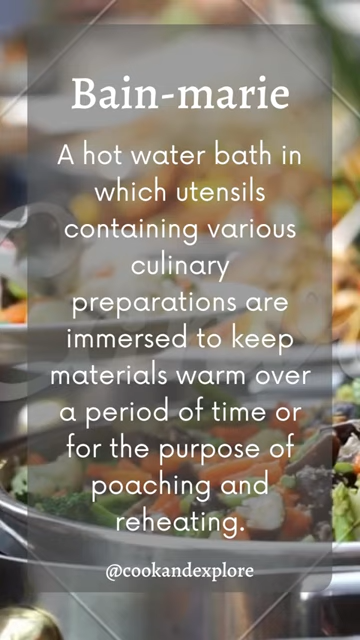 Bain-marie
A hot water bath in
which utensils
containing various
culinary
preparations are
immersed to keep
materials warm over
a period of time or
for the purpose of
poaching and
reheating.
@cookandexplore